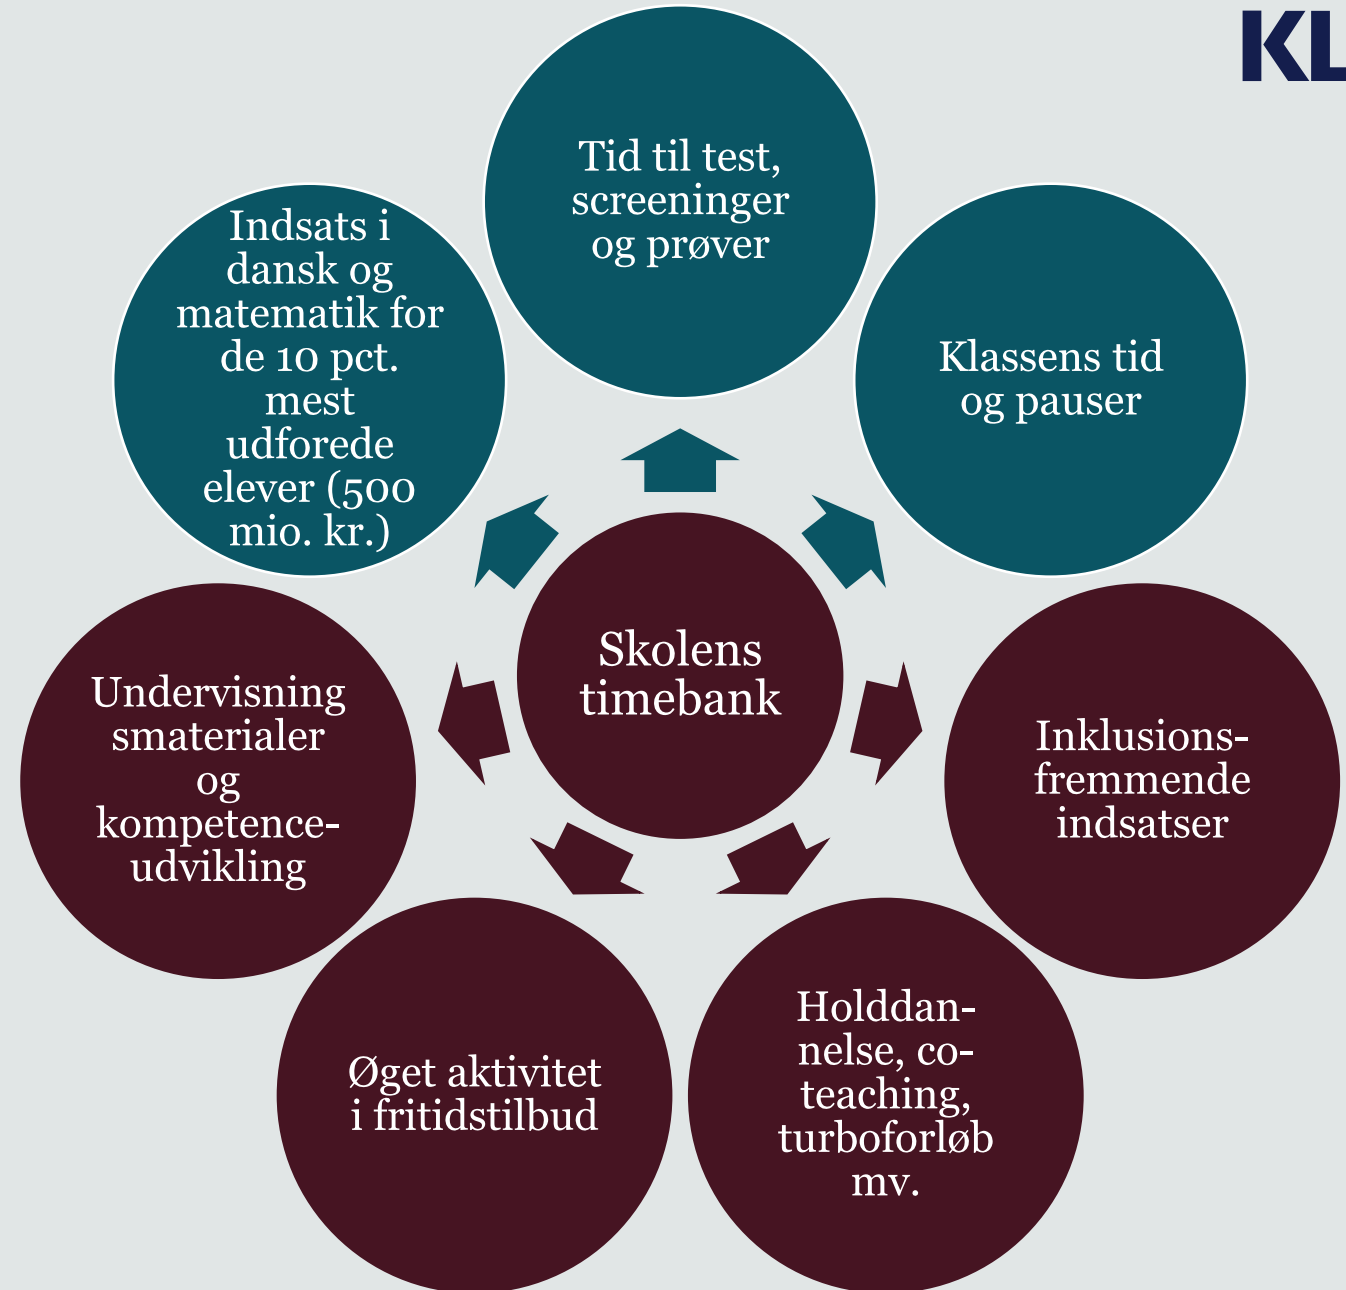 KL
Tid til test,
screeninger
og prøver
Klassens tid
og pauser
Inklusions-
fremmende
indsatser
Holddan-
nelse, co-
teaching,
turboforløb
mv.
Øget aktivitet
i fritidstilbud
Undervisning
smaterialer
og
kompetence-
udvikling
Indsats i
dansk og
matematik for
de 10 pct.
mest
udforede
elever (500
mio. kr.)
Skolens
timebank